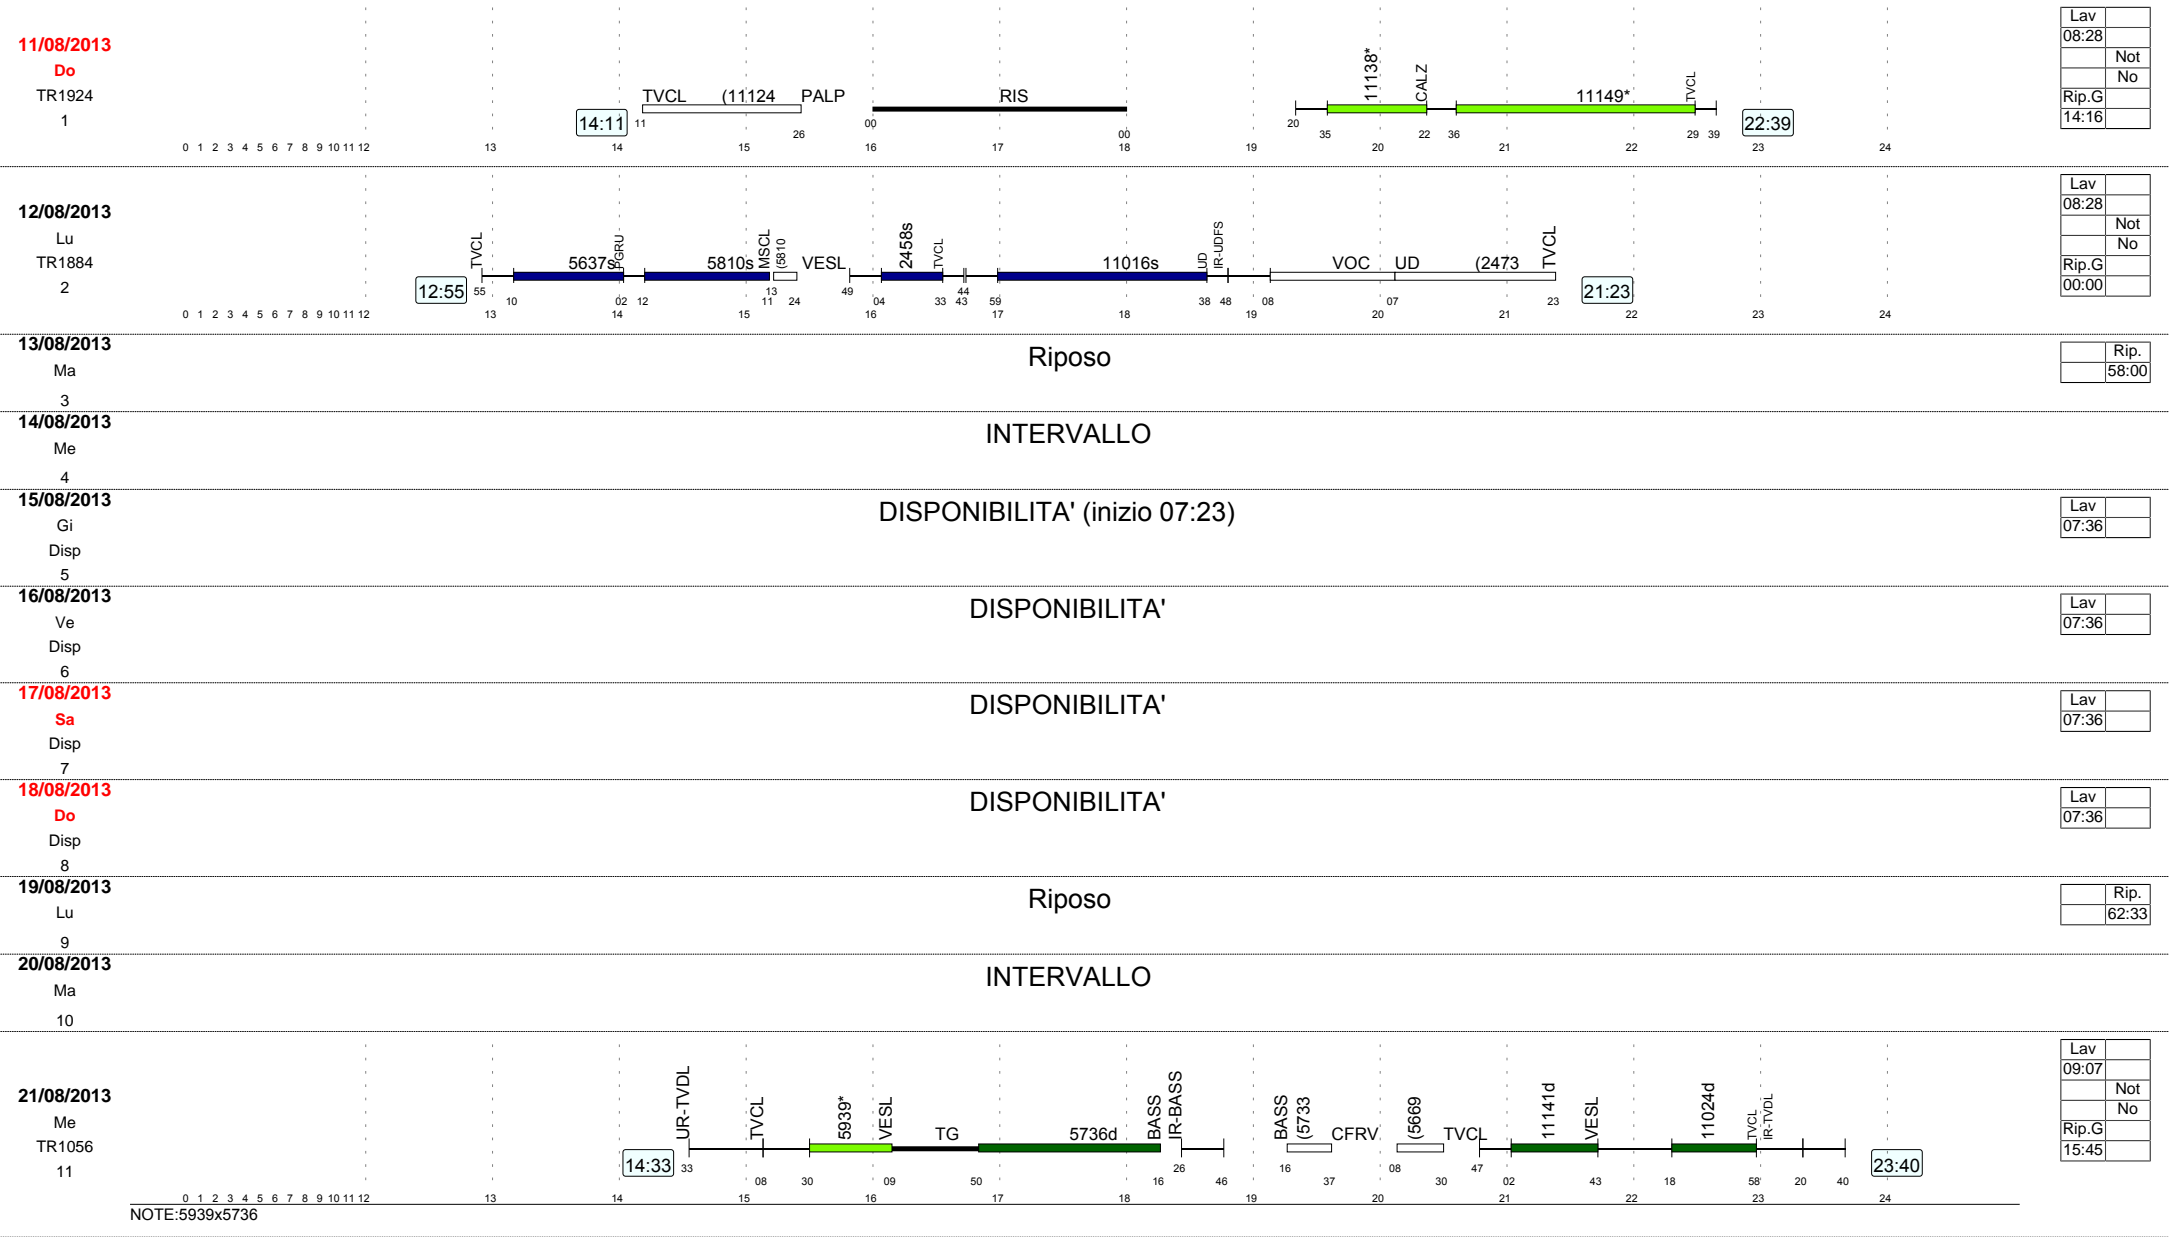 11/08/2013
Do
TR1924
1
14:11
TVCL (11124 PALP
RIS
11138*
CALZ
11149*
TVCL
22:39
11 26 00 00 20 35 22 36 29 39
0 1 2 3 4 5 6 7 8 9 10 11 12 13 14 15 16 17 18 19 20 21 22 23 24
Lav
08:28
Not
No
Rip.G
14:16
12/08/2013
Lu
TR1884
2
12:55
TVCL
5637s
PGRU
5810s
MSCL
(5810
VESL
2458s
TVCL
11016s
UD
IR-UDFS
VOC UD (2473
TVCL
21:23
55 10 02 12 11 13 24 49 04 33 43 44 59 38 48 08 07 23
0 1 2 3 4 5 6 7 8 9 10 11 12 13 14 15 16 17 18 19 20 21 22 23 24
Lav
08:28
Not
No
Rip.G
00:00
13/08/2013
Ma
3
Riposo
Rip.
58:00
14/08/2013
Me
4
INTERVALLO
15/08/2013
Gi
Disp
5
DISPONIBILITA' (inizio 07:23)
Lav
07:36
16/08/2013
Ve
Disp
6
DISPONIBILITA'
Lav
07:36
17/08/2013
Sa
Disp
7
DISPONIBILITA'
Lav
07:36
18/08/2013
Do
Disp
8
DISPONIBILITA'
Lav
07:36
19/08/2013
Lu
9
Riposo
Rip.
62:33
20/08/2013
Ma
10
INTERVALLO
21/08/2013
Me
TR1056
11
14:33
UR-TVDL
TVCL
5939*
VESL
TG
5736d
BASS
IR-BASS
BASS
(5733
CFRV
(5669
TVCL
11141d
VESL
11024d
TVCL
IR-TVDL
23:40
33 08 30 09 50 16 26 46 16 37 08 30 47 02 43 18 58 20 40
0 1 2 3 4 5 6 7 8 9 10 11 12 13 14 15 16 17 18 19 20 21 22 23 24
Lav
09:07
Not
No
Rip.G
15:45
NOTE:5939x5736